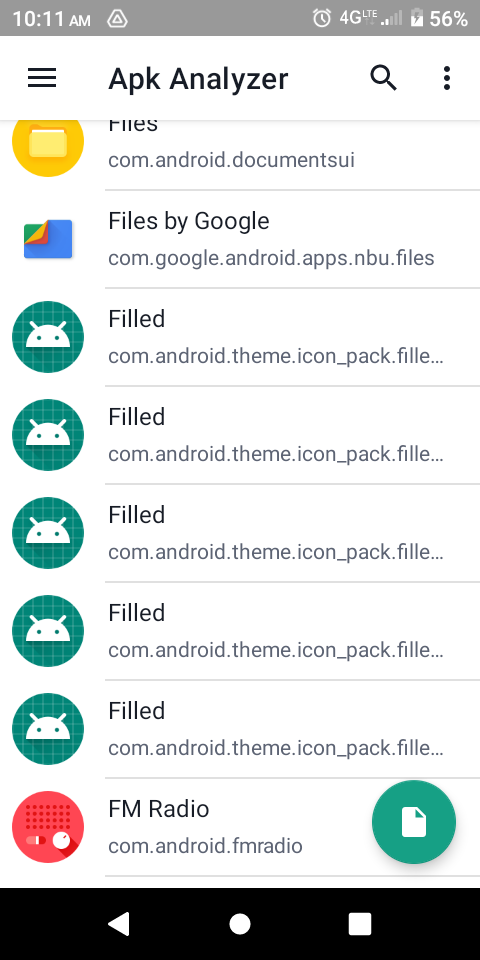 10:11 AM 4G LTE 56%
Apk Analyzer
Files
com.android.documentsui
Files by Google
com.google.android.apps.nbu.files
Filled
com.android.theme.icon_pack.fille…
Filled
com.android.theme.icon_pack.fille…
Filled
com.android.theme.icon_pack.fille…
Filled
com.android.theme.icon_pack.fille…
Filled
com.android.theme.icon_pack.fille…
FM Radio
com.android.fmradio